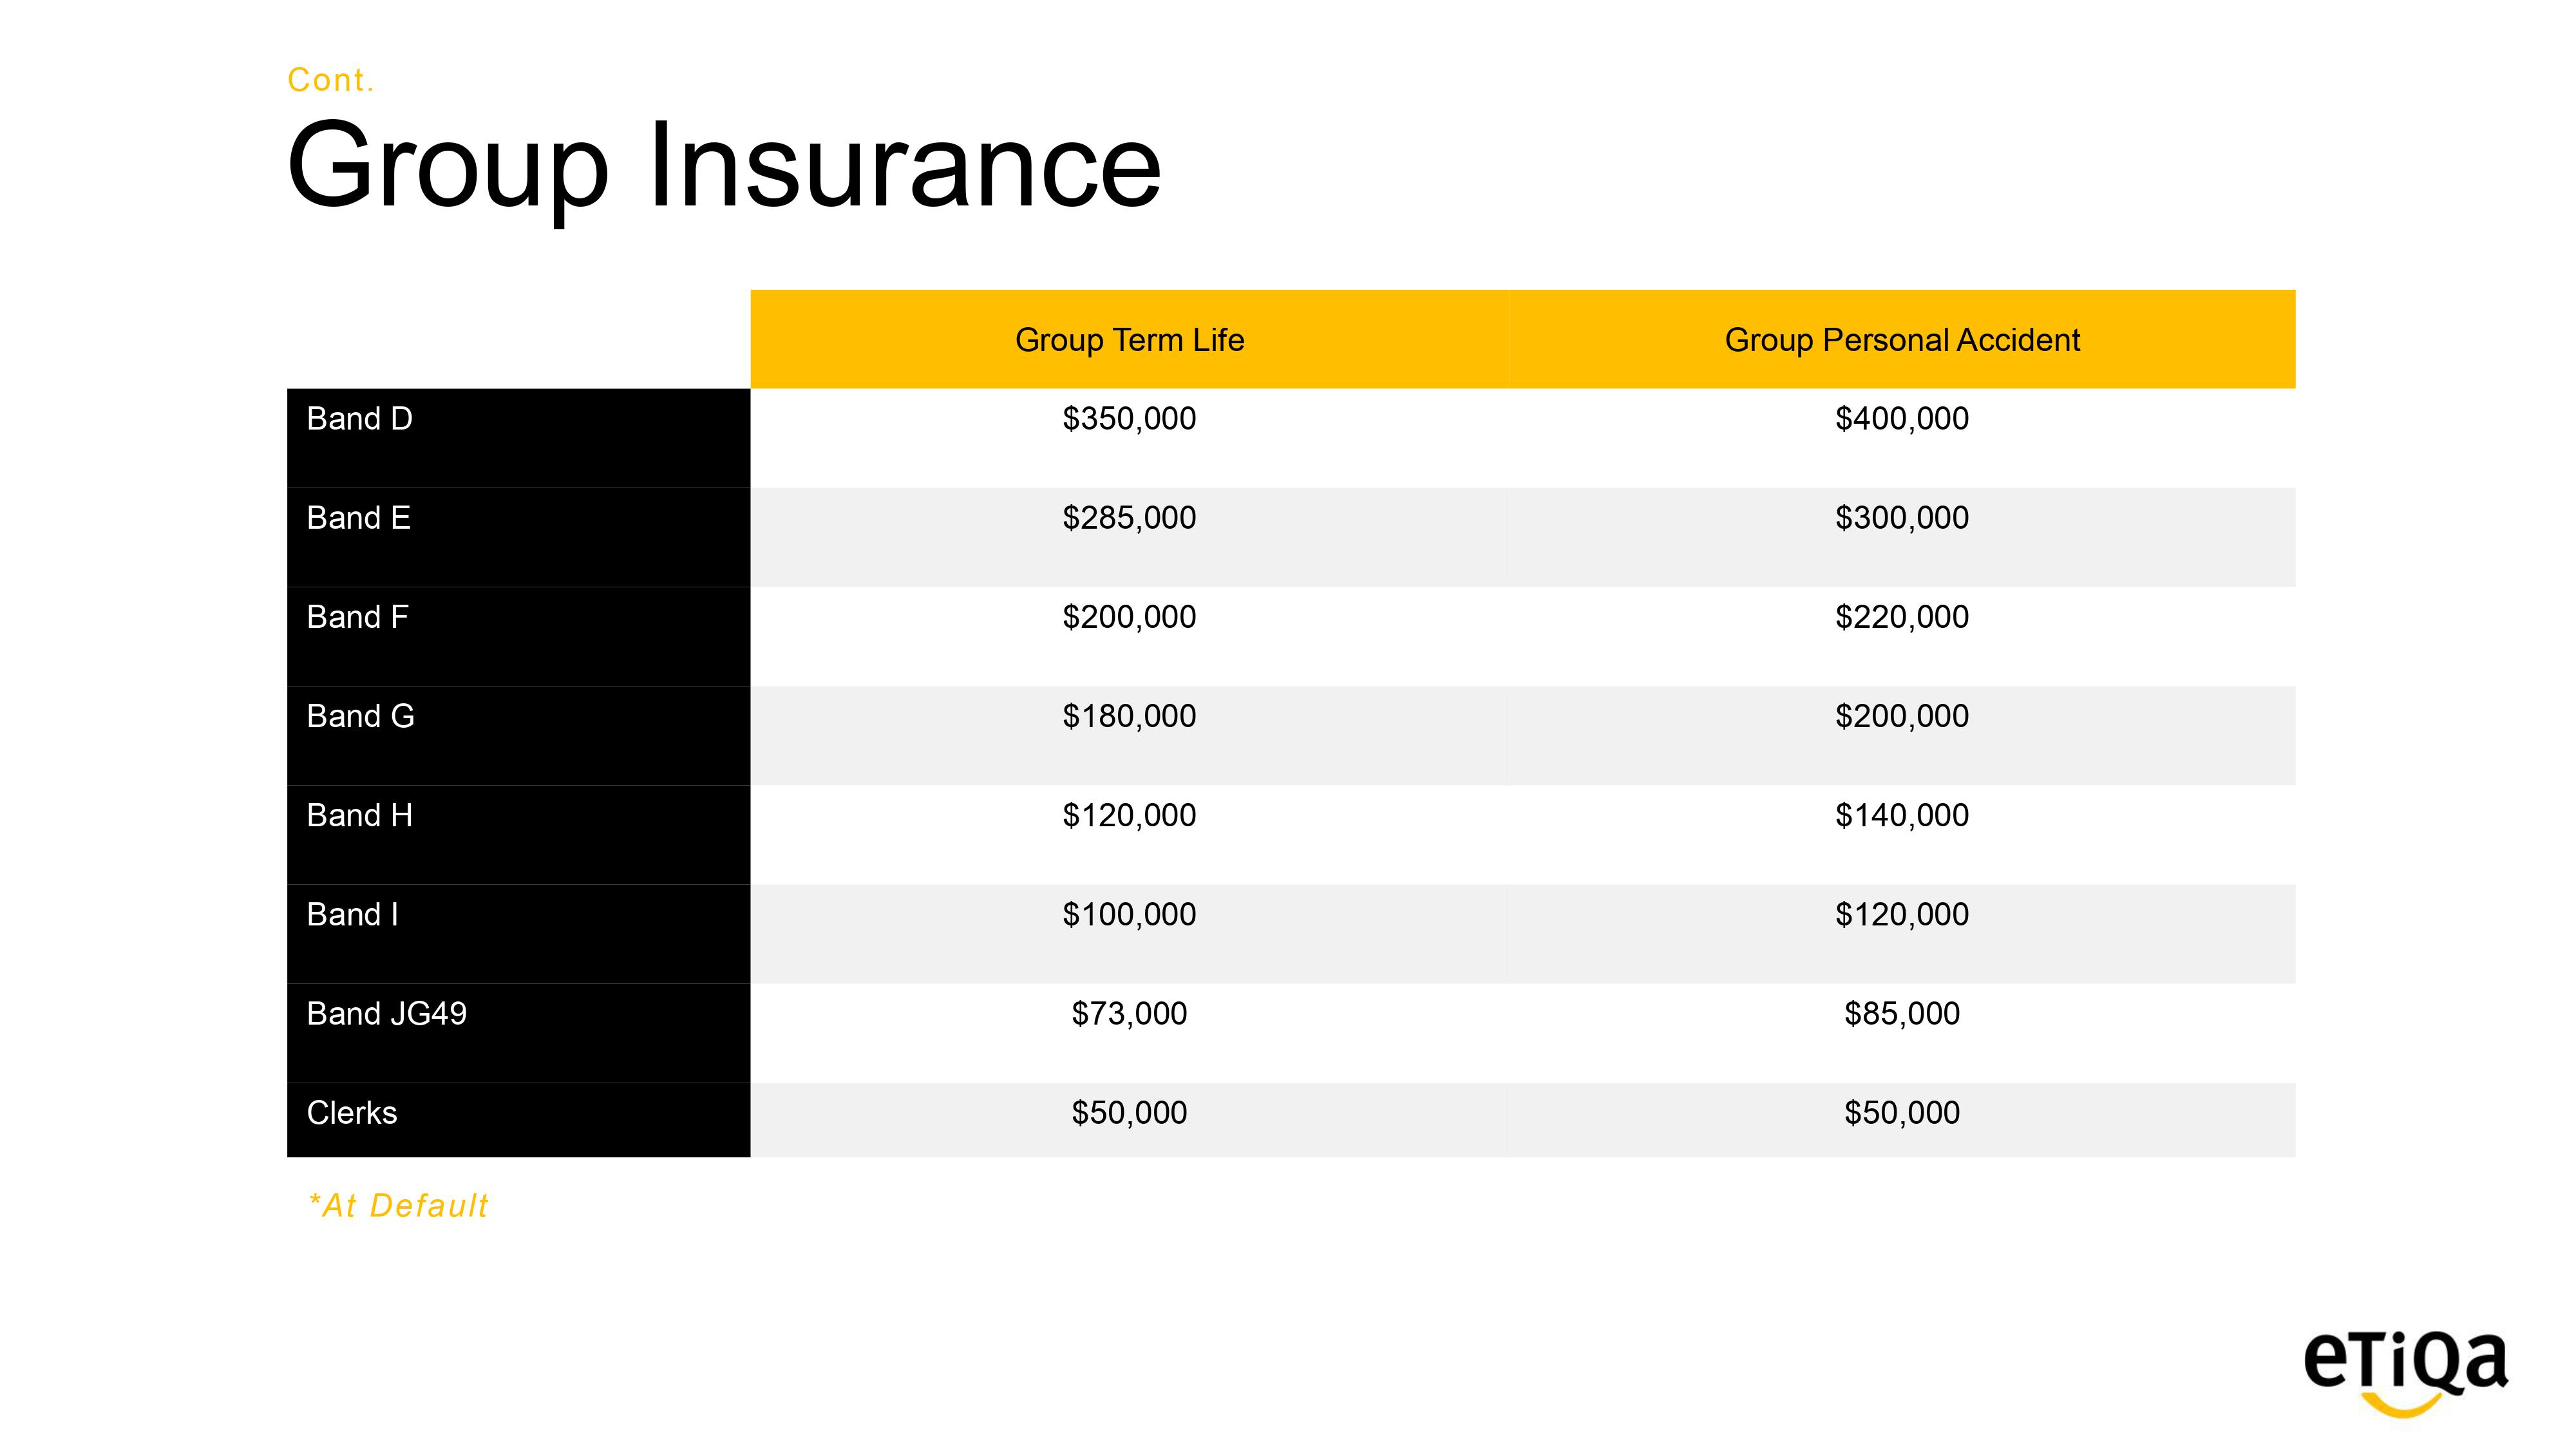 Cont.
Group Insurance
Group Term Life Group Personal Accident
Band D $350,000 $400,000
Band E $285,000 $300,000
Band F $200,000 $220,000
Band G $180,000 $200,000
Band H $120,000 $140,000
Band I $100,000 $120,000
Band JG49 $73,000 $85,000
Clerks $50,000 $50,000
*At Default
eTiQa